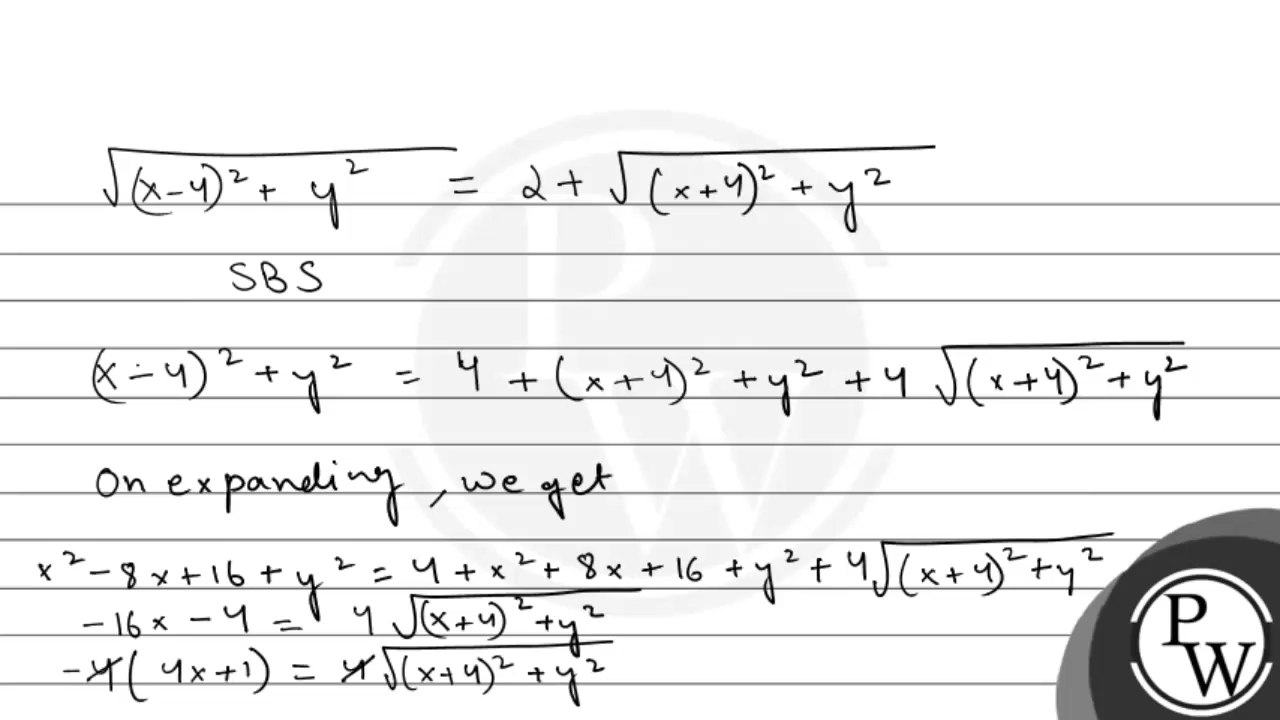 √((x-4)² + y²) = 2 + √((x+4)² + y²)
SBS
(x-4)² + y² = 4 + (x+4)² + y² + 4 √((x+4)² + y²)
On expanding, we get
x² - 8x + 16 + y² = 4 + x² + 8x + 16 + y² + 4√((x+4)² + y²)
-16x - 4 = 4 √((x+4)² + y²)
-4(4x+1) = 4√((x+4)² + y²)
PW
PW